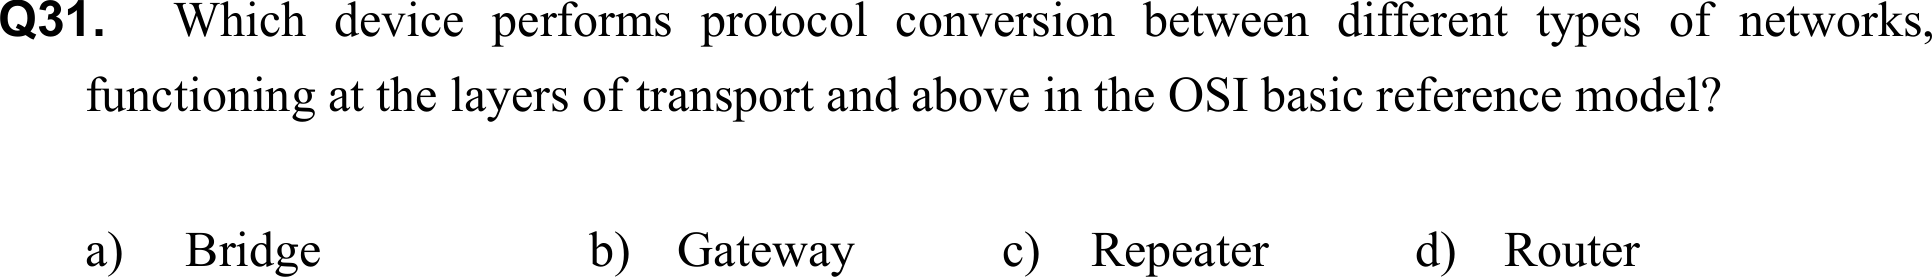 Q31. Which device performs protocol conversion between different types of networks,
functioning at the layers of transport and above in the OSI basic reference model?
a) Bridge b) Gateway c) Repeater d) Router